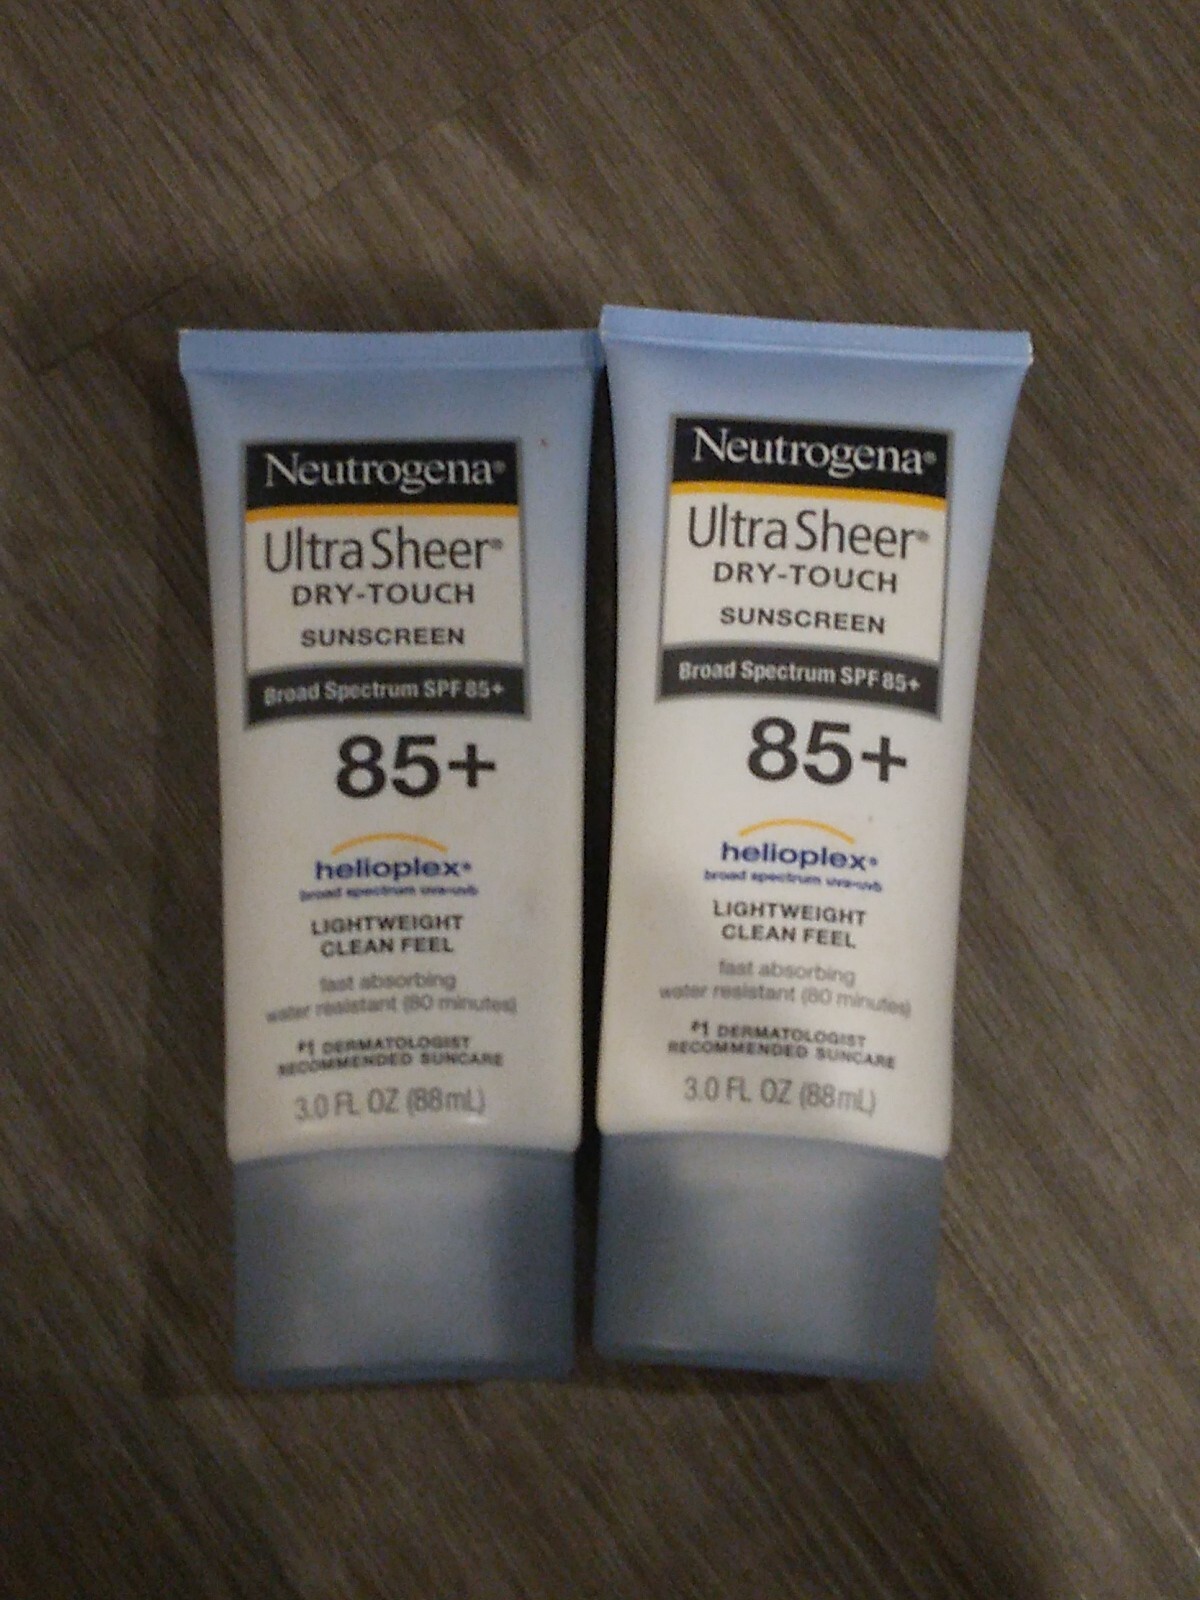 Neutrogena®
Ultra Sheer®
DRY-TOUCH
SUNSCREEN
Broad Spectrum SPF 85+
85+
helioplex®
broad spectrum uva-uvb
LIGHTWEIGHT
CLEAN FEEL
fast absorbing
water resistant (80 minutes)
#1 DERMATOLOGIST
RECOMMENDED SUNCARE
3.0 FL OZ (88mL)
Neutrogena®
Ultra Sheer®
DRY-TOUCH
SUNSCREEN
Broad Spectrum SPF 85+
85+
helioplex®
broad spectrum uva-uvb
LIGHTWEIGHT
CLEAN FEEL
fast absorbing
water resistant (80 minutes)
#1 DERMATOLOGIST
RECOMMENDED SUNCARE
3.0 FL OZ (88mL)